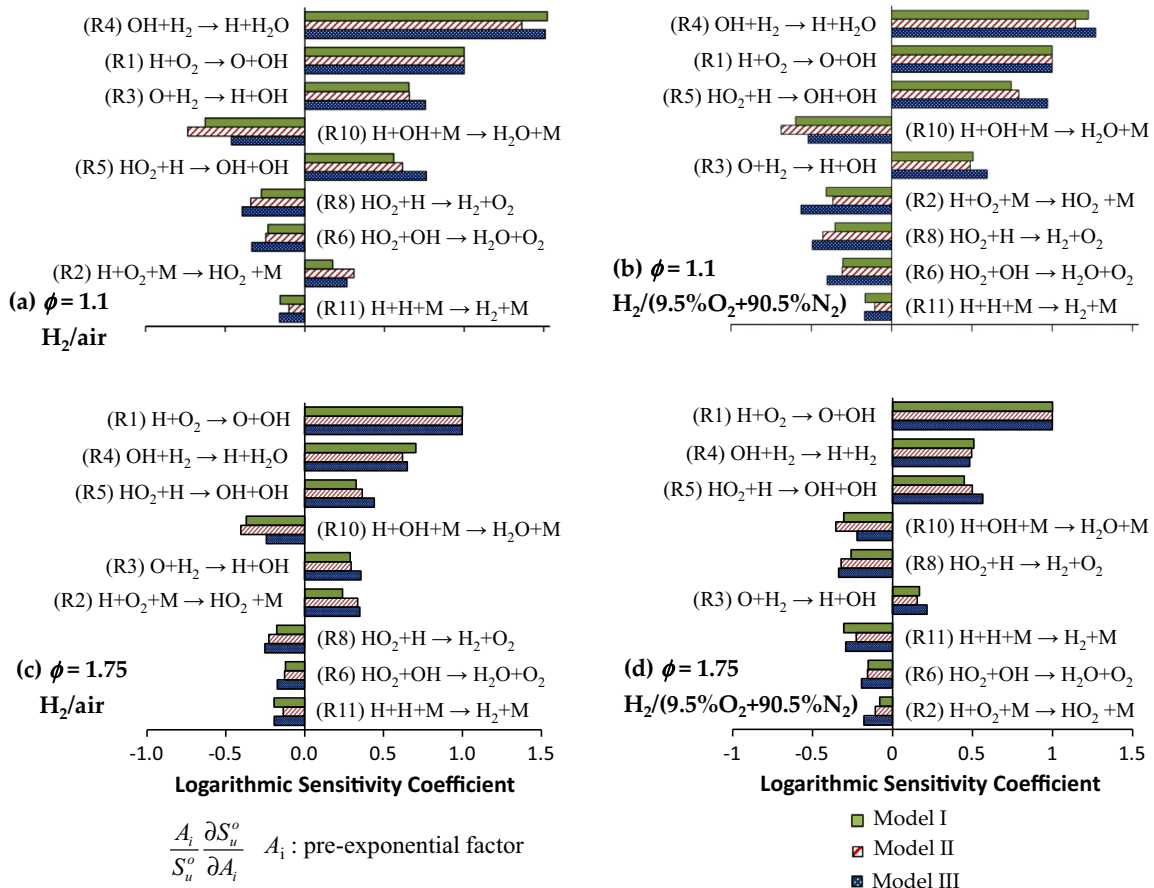 (R4) OH+H₂ → H+H₂O
(R1) H+O₂ → O+OH
(R3) O+H₂ → H+OH
(R10) H+OH+M → H₂O+M
(R5) HO₂+H → OH+OH
(R8) HO₂+H → H₂+O₂
(R6) HO₂+OH → H₂O+O₂
(R2) H+O₂+M → HO₂ +M
(a) ϕ = 1.1
(R11) H+H+M → H₂+M
H₂/air
(R4) OH+H₂ → H+H₂O
(R1) H+O₂ → O+OH
(R5) HO₂+H → OH+OH
(R10) H+OH+M → H₂O+M
(R3) O+H₂ → H+OH
(R2) H+O₂+M → HO₂ +M
(R8) HO₂+H → H₂+O₂
(b) ϕ = 1.1
(R6) HO₂+OH → H₂O+O₂
H₂/(9.5%O₂+90.5%N₂)
(R11) H+H+M → H₂+M
(R1) H+O₂ → O+OH
(R4) OH+H₂ → H+H₂O
(R5) HO₂+H → OH+OH
(R10) H+OH+M → H₂O+M
(R3) O+H₂ → H+OH
(R2) H+O₂+M → HO₂ +M
(R8) HO₂+H → H₂+O₂
(c) ϕ = 1.75
(R6) HO₂+OH → H₂O+O₂
H₂/air
(R11) H+H+M → H₂+M
-1.0 -0.5 0.0 0.5 1.0 1.5
Logarithmic Sensitivity Coefficient
(R1) H+O₂ → O+OH
(R4) OH+H₂ → H+H₂
(R5) HO₂+H → OH+OH
(R10) H+OH+M → H₂O+M
(R8) HO₂+H → H₂+O₂
(R3) O+H₂ → H+OH
(R11) H+H+M → H₂+M
(d) ϕ = 1.75
(R6) HO₂+OH → H₂O+O₂
H₂/(9.5%O₂+90.5%N₂)
(R2) H+O₂+M → HO₂ +M
-1 -0.5 0 0.5 1 1.5
Logarithmic Sensitivity Coefficient
Aᵢ/Sᵤᵒ ∂Sᵤᵒ/∂Aᵢ Aᵢ : pre-exponential factor
Model I
Model II
Model III